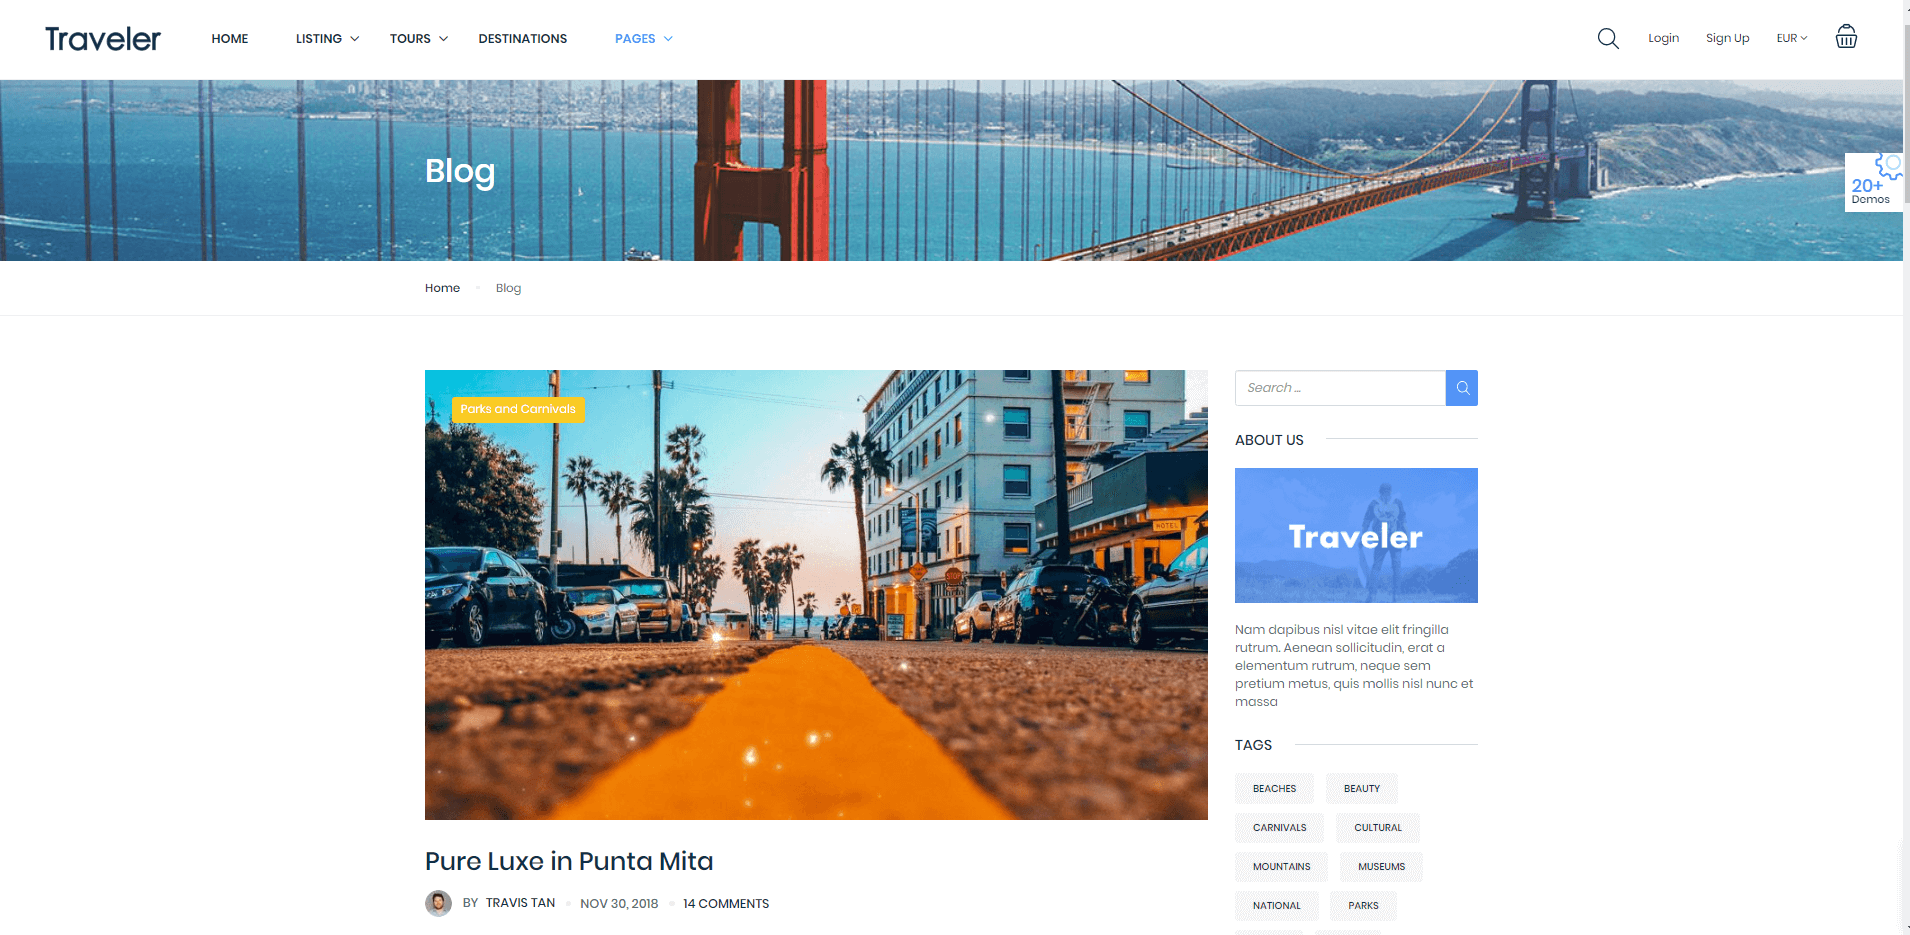 Traveler
HOME
LISTING
TOURS
DESTINATIONS
PAGES
Login
Sign Up
EUR
Blog
20+
Demos
Home
Blog
Parks and Carnivals
HOTEL
STOP
Search ...
ABOUT US
Traveler
Nam dapibus nisl vitae elit fringilla
rutrum. Aenean sollicitudin, erat a
elementum rutrum, neque sem
pretium metus, quis mollis nisl nunc et
massa
TAGS
BEACHES
BEAUTY
CARNIVALS
CULTURAL
MOUNTAINS
MUSEUMS
NATIONAL
PARKS
Pure Luxe in Punta Mita
BY TRAVIS TAN
NOV 30, 2018
14 COMMENTS